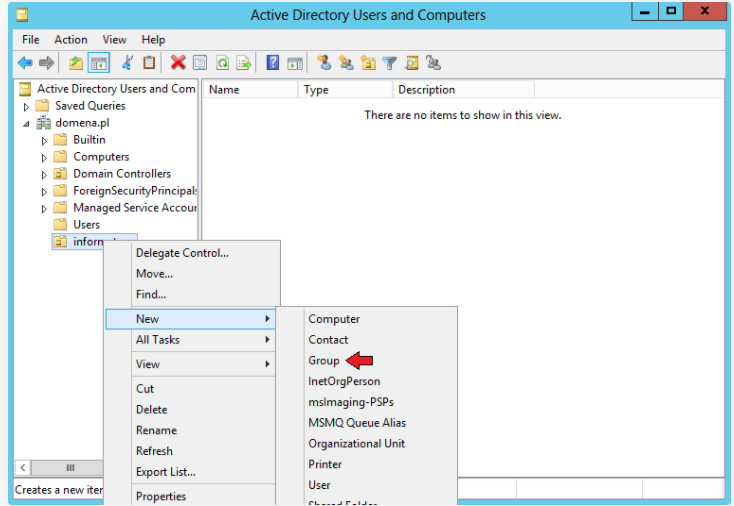 Active Directory Users and Computers
File Action View Help
Active Directory Users and Com
Name Type Description
Saved Queries
There are no items to show in this view.
domena.pl
Builtin
Computers
Domain Controllers
ForeignSecurityPrincipals
Managed Service Accour
Users
Delegate Control...
Move...
Find...
New
Computer
All Tasks
Contact
View
Group
InetOrgPerson
Cut
msImaging-PSPs
Delete
MSMQ Queue Alias
Rename
Organizational Unit
Refresh
Printer
Export List...
User
Creates a new iter
Properties
Shared Folder